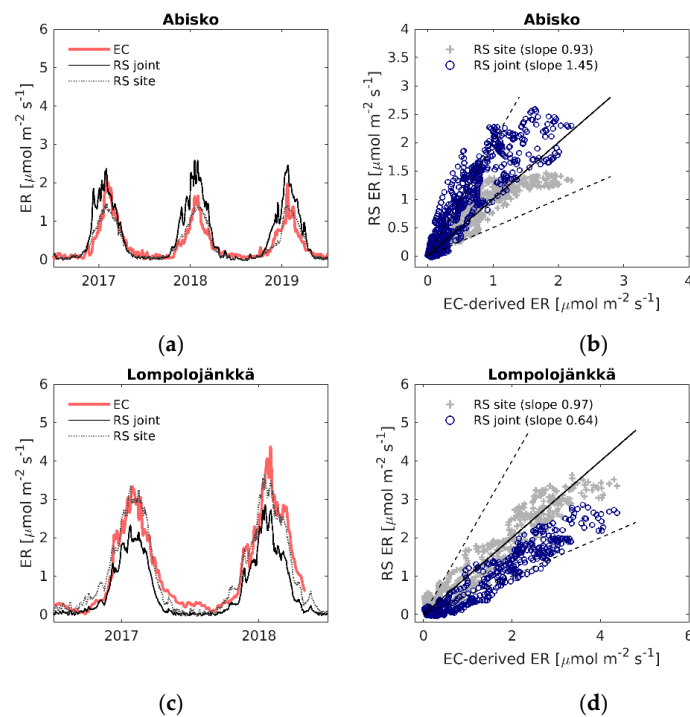 Abisko
6
5
4
3
2
1
0
ER [μmol m-2 s-1]
EC
RS joint
RS site
2017 2018 2019
(a)
Abisko
4
3.5
3
2.5
2
1.5
1
0.5
0
RS ER [μmol m-2 s-1]
RS site (slope 0.93)
RS joint (slope 1.45)
0 1 2 3 4
EC-derived ER [μmol m-2 s-1]
(b)
Lompolojänkkä
6
5
4
3
2
1
0
ER [μmol m-2 s-1]
EC
RS joint
RS site
2017 2018
(c)
Lompolojänkkä
6
5
4
3
2
1
0
RS ER [μmol m-2 s-1]
RS site (slope 0.97)
RS joint (slope 0.64)
0 2 4 6
EC-derived ER [μmol m-2 s-1]
(d)